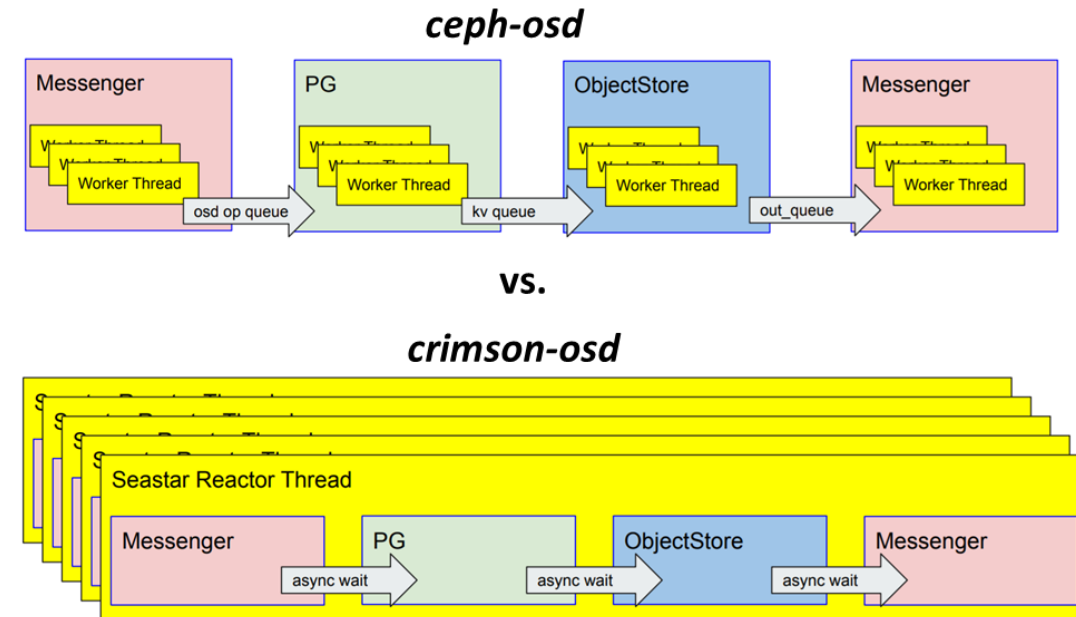 ceph-osd
Messenger
PG
ObjectStore
Messenger
Worker Thread
Worker Thread
Worker Thread
Worker Thread
osd op queue
kv queue
out_queue
vs.
crimson-osd
Seastar Reactor Thread
Messenger
PG
ObjectStore
Messenger
async wait
async wait
async wait